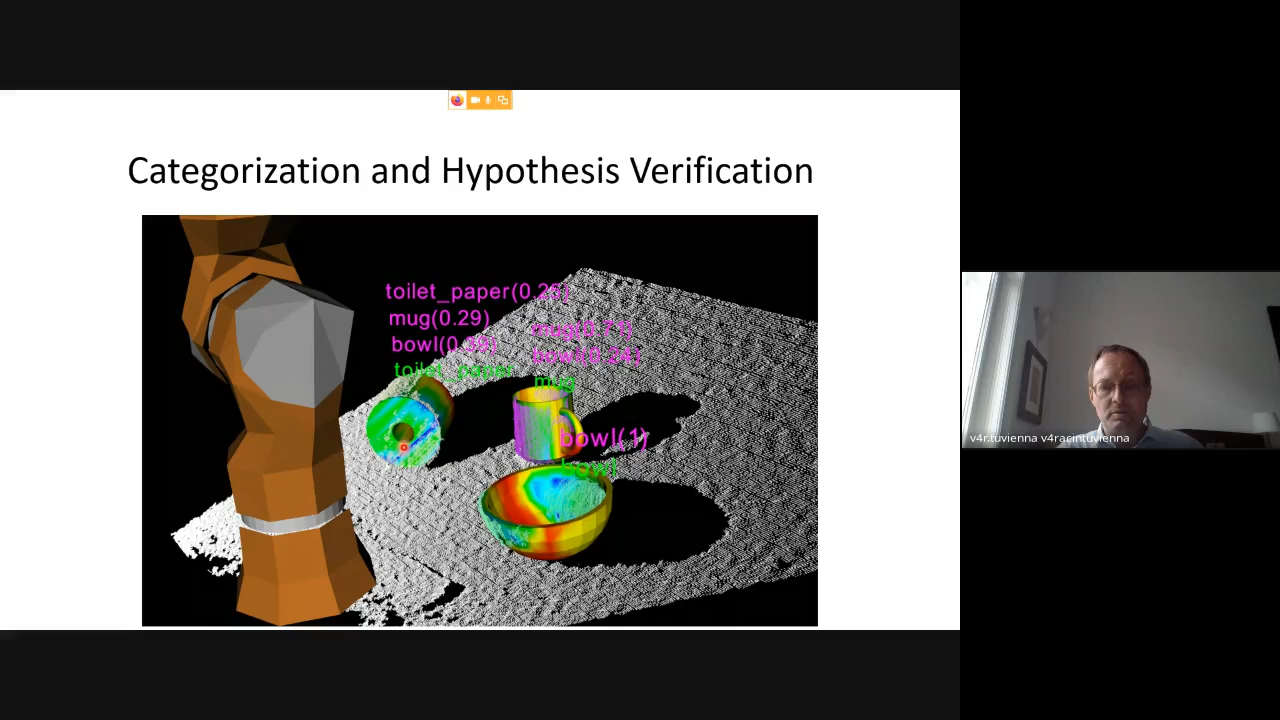 Categorization and Hypothesis Verification
toilet_paper(0.25)
mug(0.29)
bowl(0.39)
toilet_paper
mug(0.71)
bowl(0.24)
mug
bowl(1)
bowl
v4r.tuvienna v4racintuvienna